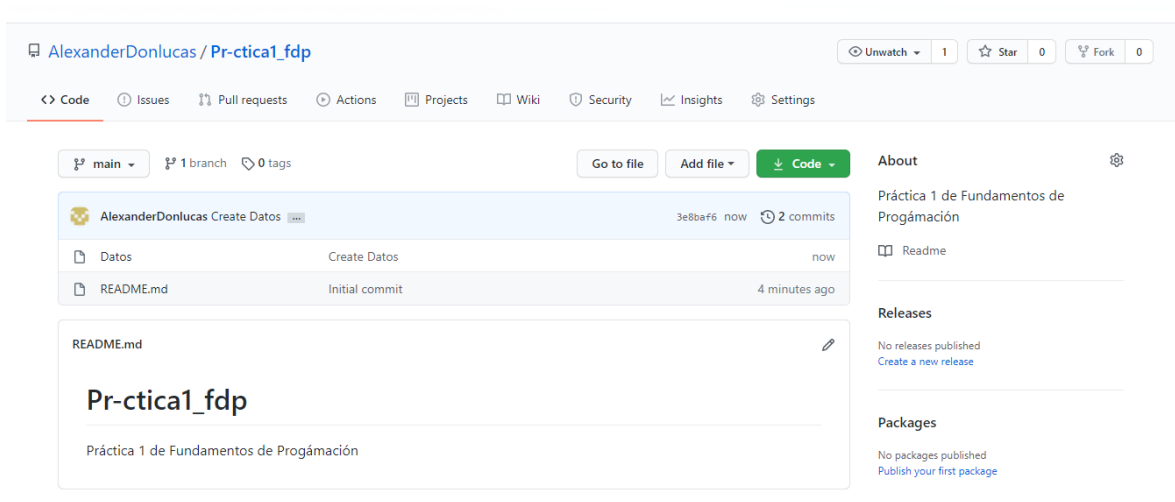 AlexanderDonlucas / Pr-ctica1_fdp
Unwatch 1 Star 0 Fork 0
<> Code Issues Pull requests Actions Projects Wiki Security Insights Settings
main 1 branch 0 tags Go to file Add file Code
AlexanderDonlucas Create Datos ... 3e8baf6 now 2 commits
Datos Create Datos now
README.md Initial commit 4 minutes ago
README.md
Pr-ctica1_fdp
Práctica 1 de Fundamentos de Progámación
About
Práctica 1 de Fundamentos de
Progámación
Readme
Releases
No releases published
Create a new release
Packages
No packages published
Publish your first package